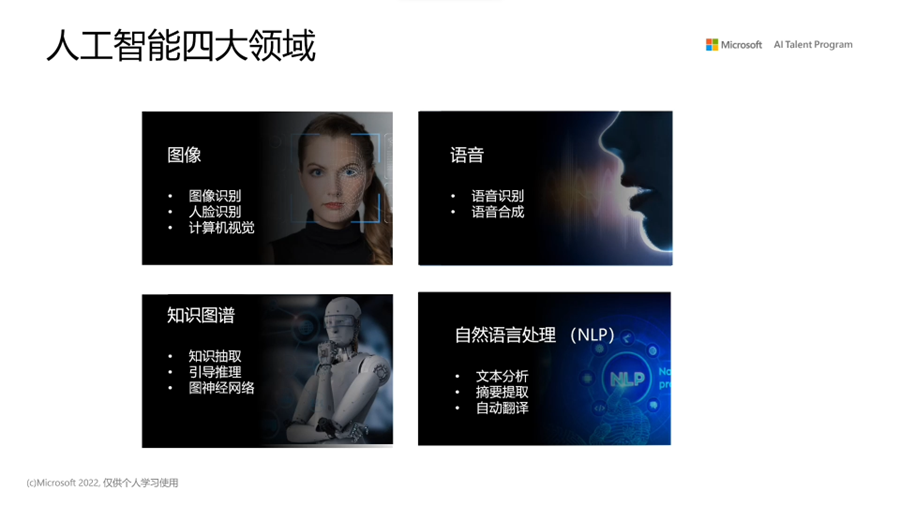 人工智能四大领域
Microsoft AI Talent Program
图像
• 图像识别
• 人脸识别
• 计算机视觉
语音
• 语音识别
• 语音合成
知识图谱
• 知识抽取
• 引导推理
• 图神经网络
自然语言处理 （NLP）
• 文本分析
• 摘要提取
• 自动翻译
NLP
(c)Microsoft 2022, 仅供个人学习使用